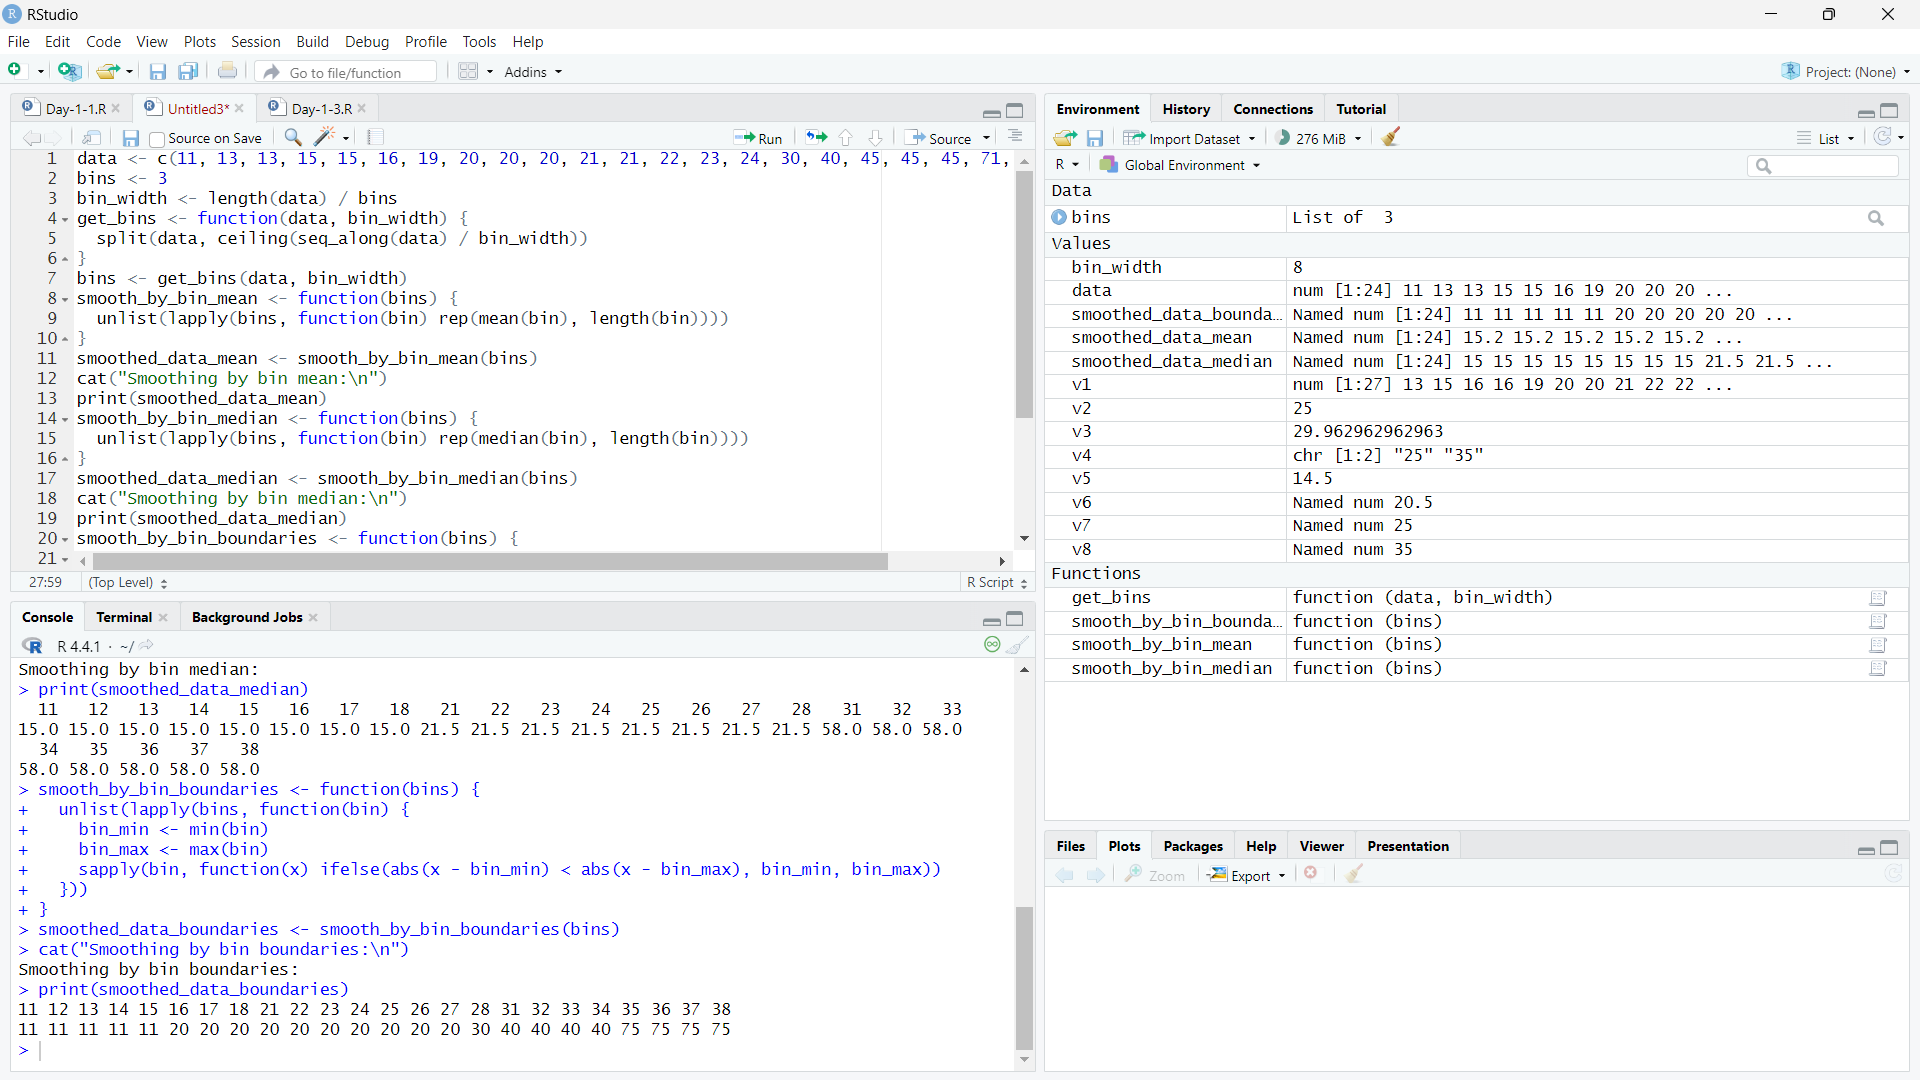 RStudio
File Edit Code View Plots Session Build Debug Profile Tools Help
Go to file/function Addins Project: (None)
Day-1-1.R Untitled3* Day-1-3.R
Source on Save Run Source
1 data <- c(11, 13, 13, 15, 15, 16, 19, 20, 20, 20, 21, 21, 22, 23, 24, 30, 40, 45, 45, 45, 71,
2 bins <- 3
3 bin_width <- length(data) / bins
4 get_bins <- function(data, bin_width) {
5 split(data, ceiling(seq_along(data) / bin_width))
6 }
7 bins <- get_bins(data, bin_width)
8 smooth_by_bin_mean <- function(bins) {
9 unlist(lapply(bins, function(bin) rep(mean(bin), length(bin))))
10 }
11 smoothed_data_mean <- smooth_by_bin_mean(bins)
12 cat("Smoothing by bin mean:\n")
13 print(smoothed_data_mean)
14 smooth_by_bin_median <- function(bins) {
15 unlist(lapply(bins, function(bin) rep(median(bin), length(bin))))
16 }
17 smoothed_data_median <- smooth_by_bin_median(bins)
18 cat("Smoothing by bin median:\n")
19 print(smoothed_data_median)
20 smooth_by_bin_boundaries <- function(bins) {
21
27:59 (Top Level) R Script
Console Terminal Background Jobs
R 4.4.1 · ~/
Smoothing by bin median:
> print(smoothed_data_median)
11 12 13 14 15 16 17 18 21 22 23 24 25 26 27 28 31 32 33
15.0 15.0 15.0 15.0 15.0 15.0 15.0 15.0 21.5 21.5 21.5 21.5 21.5 21.5 21.5 21.5 58.0 58.0 58.0
34 35 36 37 38
58.0 58.0 58.0 58.0 58.0
> smooth_by_bin_boundaries <- function(bins) {
+ unlist(lapply(bins, function(bin) {
+ bin_min <- min(bin)
+ bin_max <- max(bin)
+ sapply(bin, function(x) ifelse(abs(x - bin_min) < abs(x - bin_max), bin_min, bin_max))
+ }))
+ }
> smoothed_data_boundaries <- smooth_by_bin_boundaries(bins)
> cat("Smoothing by bin boundaries:\n")
Smoothing by bin boundaries:
> print(smoothed_data_boundaries)
11 12 13 14 15 16 17 18 21 22 23 24 25 26 27 28 31 32 33 34 35 36 37 38
11 11 11 11 11 20 20 20 20 20 20 20 20 20 20 30 40 40 40 40 75 75 75 75
>
Environment History Connections Tutorial
Import Dataset 276 MiB List
R Global Environment
Data
bins List of 3
Values
bin_width 8
data num [1:24] 11 13 13 15 15 16 19 20 20 20 ...
smoothed_data_bounda… Named num [1:24] 11 11 11 11 11 20 20 20 20 20 ...
smoothed_data_mean Named num [1:24] 15.2 15.2 15.2 15.2 15.2 ...
smoothed_data_median Named num [1:24] 15 15 15 15 15 15 15 15 21.5 21.5 ...
v1 num [1:27] 13 15 16 16 19 20 20 21 22 22 ...
v2 25
v3 29.962962962963
v4 chr [1:2] "25" "35"
v5 14.5
v6 Named num 20.5
v7 Named num 25
v8 Named num 35
Functions
get_bins function (data, bin_width)
smooth_by_bin_bounda… function (bins)
smooth_by_bin_mean function (bins)
smooth_by_bin_median function (bins)
Files Plots Packages Help Viewer Presentation
Zoom Export